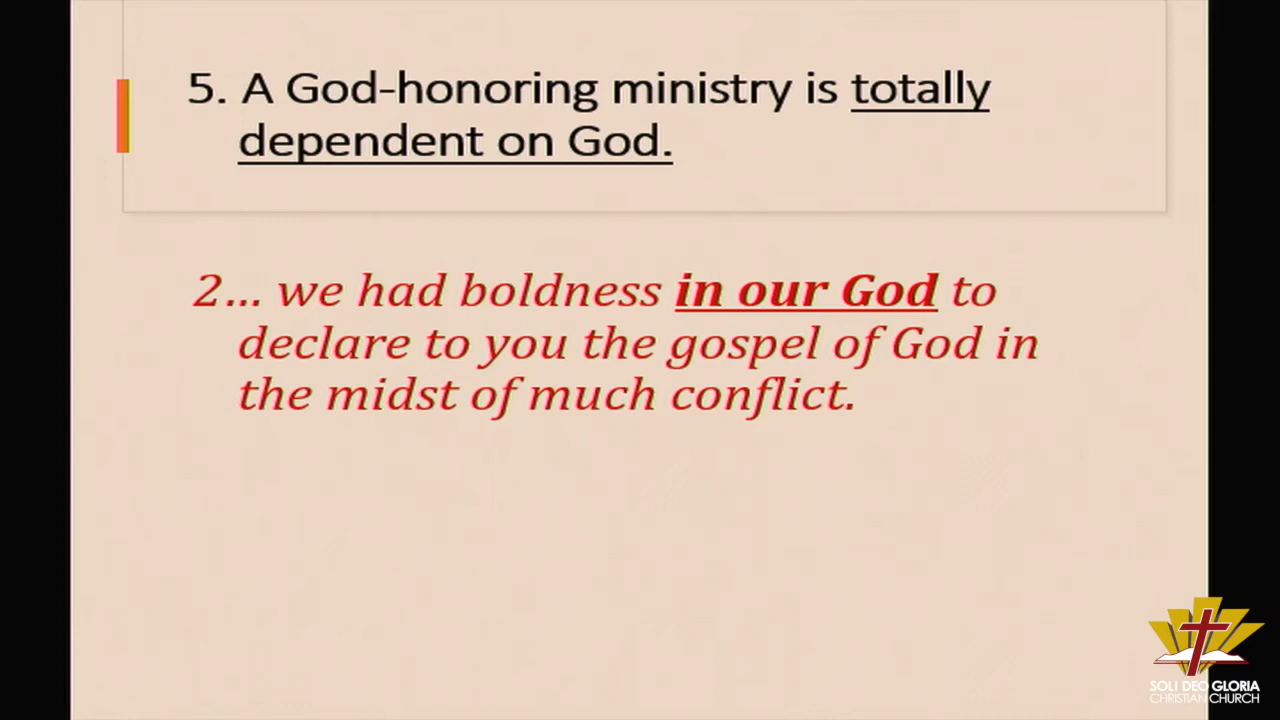 5. A God-honoring ministry is totally
dependent on God.
2... we had boldness in our God to
declare to you the gospel of God in
the midst of much conflict.
SOLI DEO GLORIA
CHRISTIAN CHURCH